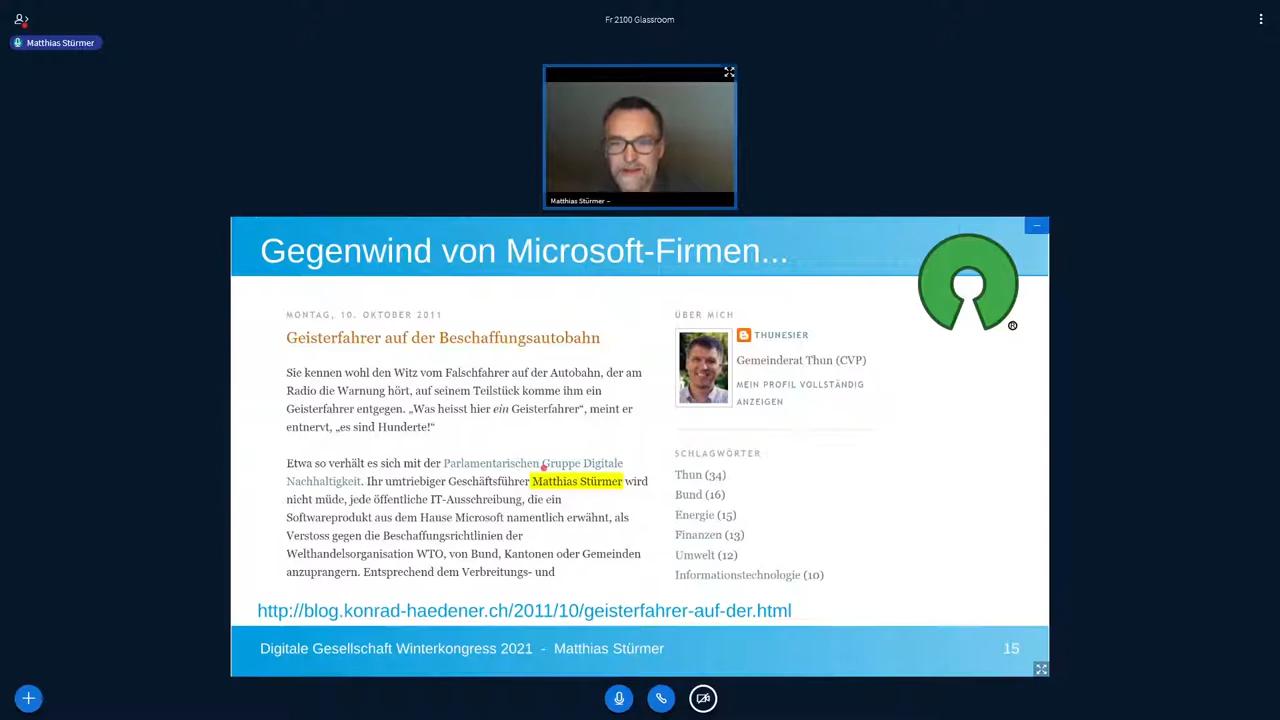 Fr 2100 Glassroom
Matthias Stürmer
Matthias Stürmer –
Gegenwind von Microsoft-Firmen...
®
MONTAG, 10. OKTOBER 2011
Geisterfahrer auf der Beschaffungsautobahn
Sie kennen wohl den Witz vom Falschfahrer auf der Autobahn, der am
Radio die Warnung hört, auf seinem Teilstück komme ihm ein
Geisterfahrer entgegen. „Was heisst hier ein Geisterfahrer“, meint er
entnervt, „es sind Hunderte!“
Etwa so verhält es sich mit der Parlamentarischen Gruppe Digitale
Nachhaltigkeit. Ihr umtriebiger Geschäftsführer Matthias Stürmer wird
nicht müde, jede öffentliche IT-Ausschreibung, die ein
Softwareprodukt aus dem Hause Microsoft namentlich erwähnt, als
Verstoss gegen die Beschaffungsrichtlinien der
Welthandelsorganisation WTO, von Bund, Kantonen oder Gemeinden
anzuprangern. Entsprechend dem Verbreitungs- und
ÜBER MICH
THUNESIER
Gemeinderat Thun (CVP)
MEIN PROFIL VOLLSTÄNDIG
ANZEIGEN
SCHLAGWÖRTER
Thun (34)
Bund (16)
Energie (15)
Finanzen (13)
Umwelt (12)
Informationstechnologie (10)
http://blog.konrad-haedener.ch/2011/10/geisterfahrer-auf-der.html
Digitale Gesellschaft Winterkongress 2021 - Matthias Stürmer
15